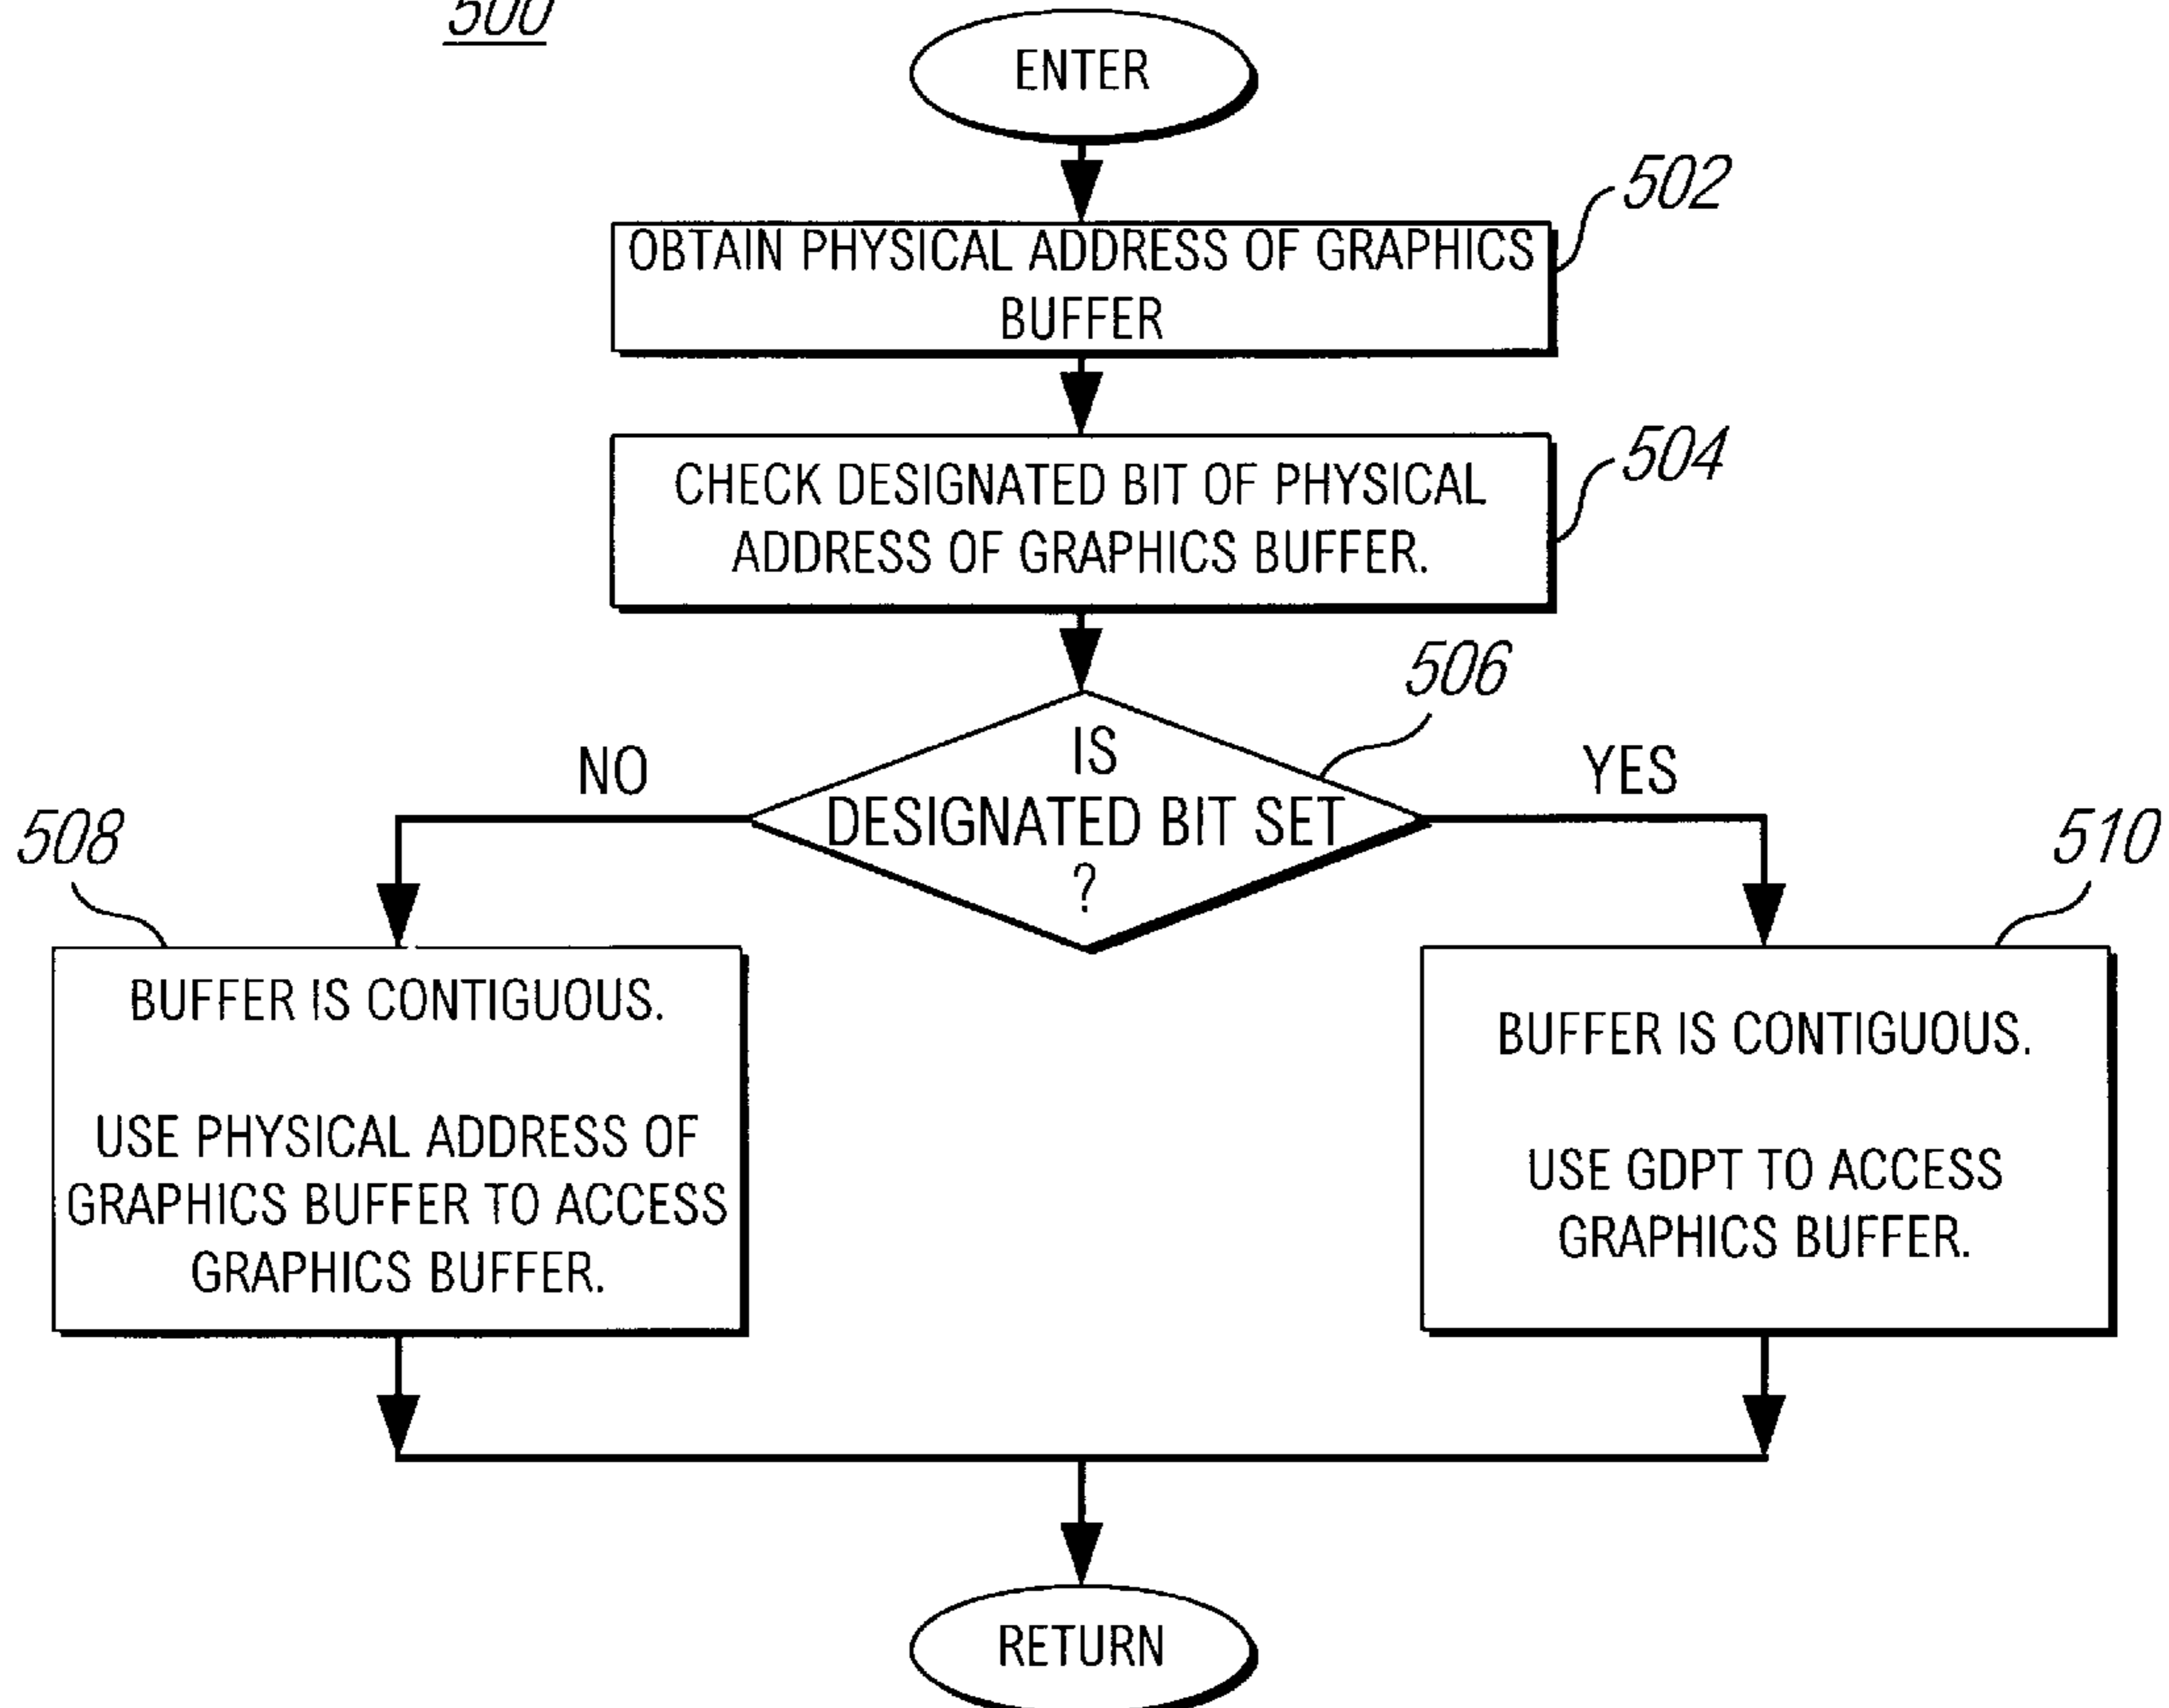 500
ENTER
502
OBTAIN PHYSICAL ADDRESS OF GRAPHICS
BUFFER
504
CHECK DESIGNATED BIT OF PHYSICAL
ADDRESS OF GRAPHICS BUFFER.
506
IS
DESIGNATED BIT SET
?
NO
YES
508
BUFFER IS CONTIGUOUS.
USE PHYSICAL ADDRESS OF
GRAPHICS BUFFER TO ACCESS
GRAPHICS BUFFER.
510
BUFFER IS CONTIGUOUS.
USE GDPT TO ACCESS
GRAPHICS BUFFER.
RETURN